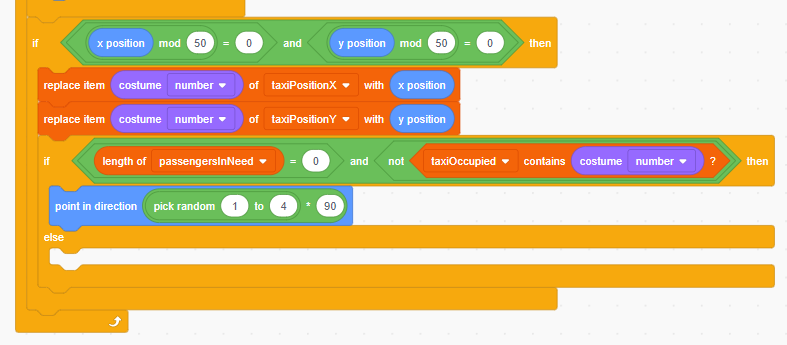 if x position mod 50 = 0 and y position mod 50 = 0 then
replace item costume number of taxiPositionX with x position
replace item costume number of taxiPositionY with y position
if length of passengersInNeed = 0 and not taxiOccupied contains costume number ? then
point in direction pick random 1 to 4 * 90
else